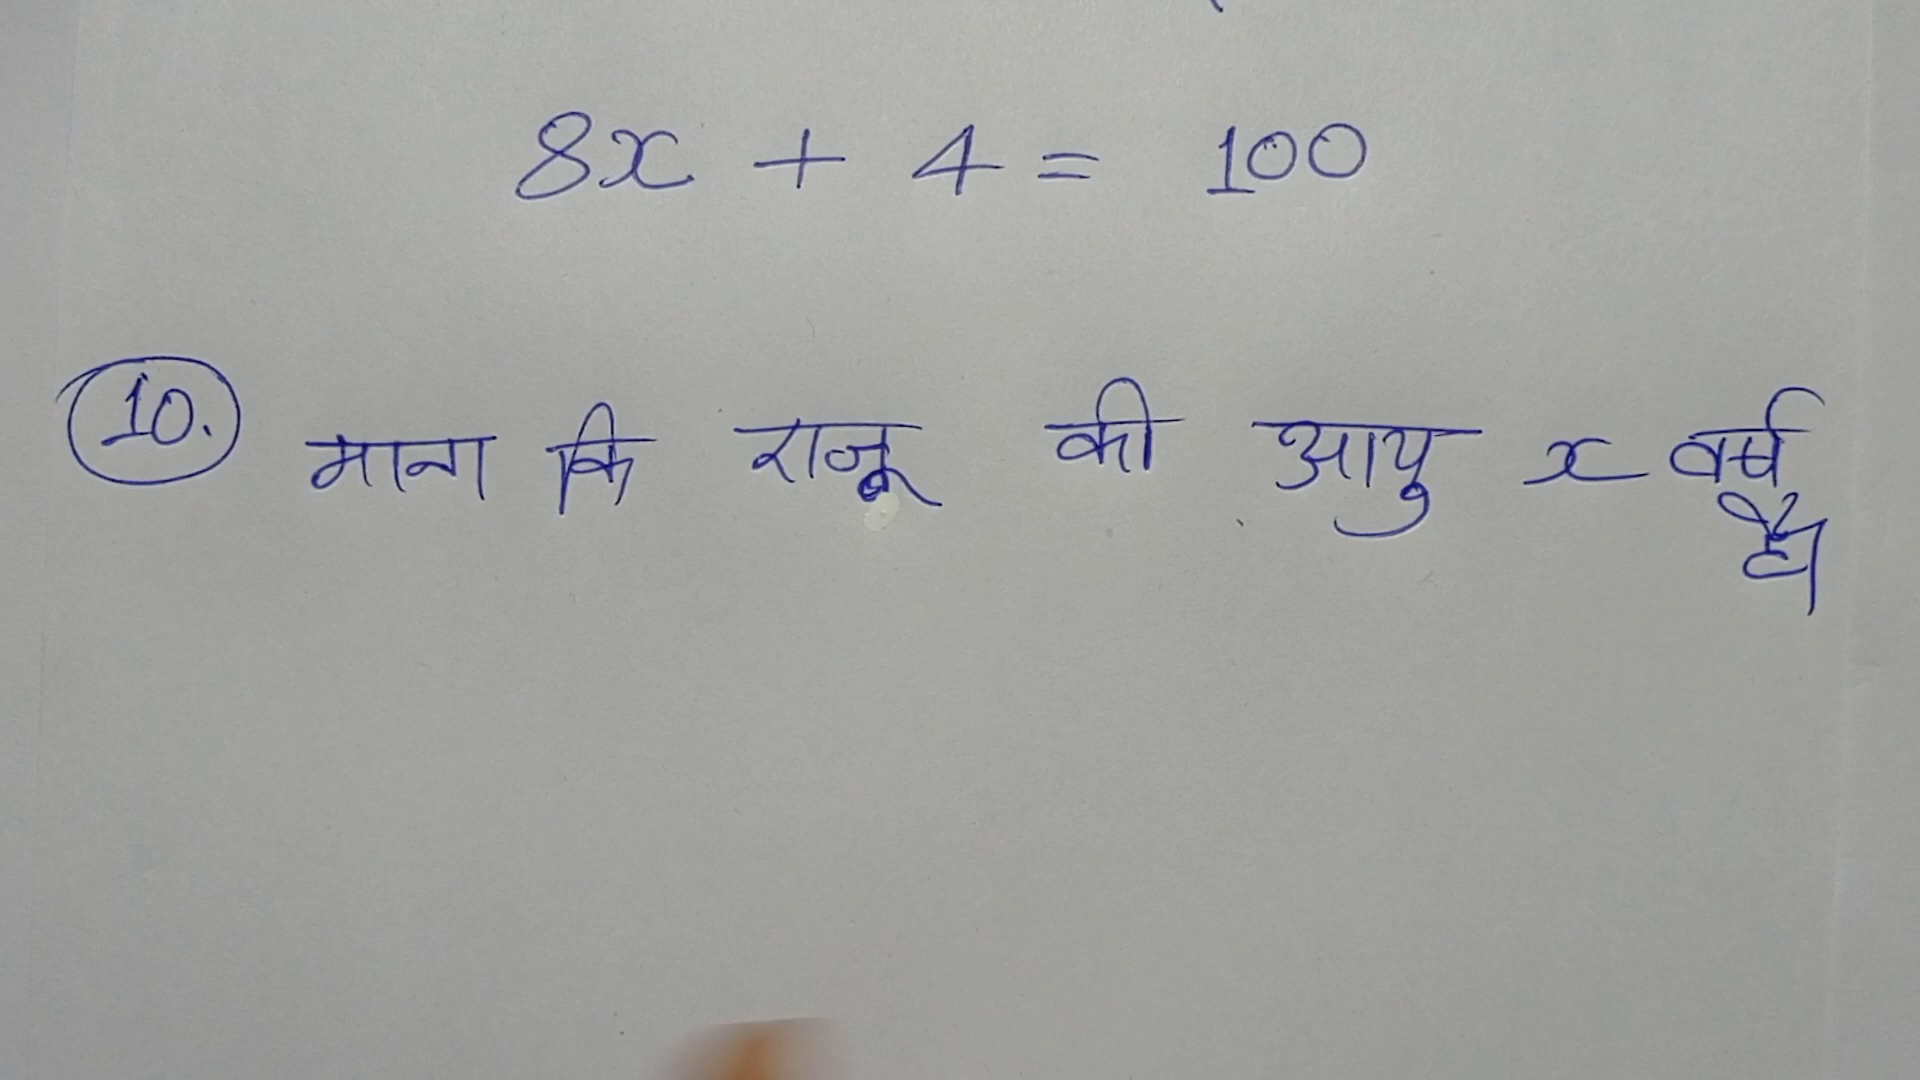 8x + 4 = 100
10. माना कि राजू की आयु x वर्ष
है।